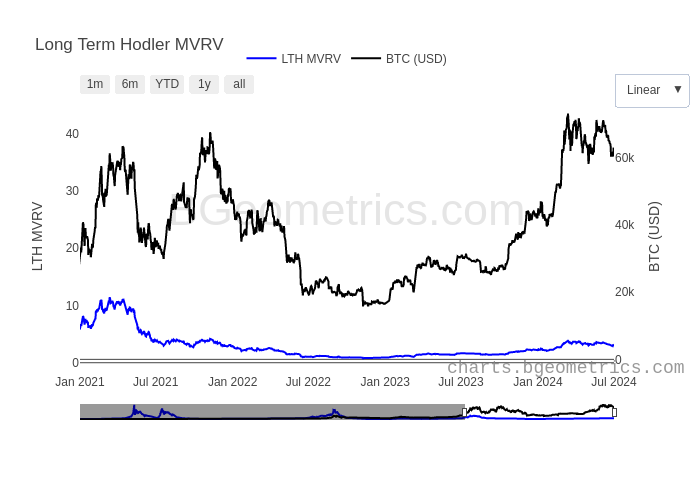 Long Term Hodler MVRV
LTH MVRV BTC (USD)
1m 6m YTD 1y all
Linear ▼
40
30
20
10
0
LTH MVRV
60k
40k
20k
0
BTC (USD)
BGeometrics.com
charts.bgeometrics.com
Jan 2021 Jul 2021 Jan 2022 Jul 2022 Jan 2023 Jul 2023 Jan 2024 Jul 2024